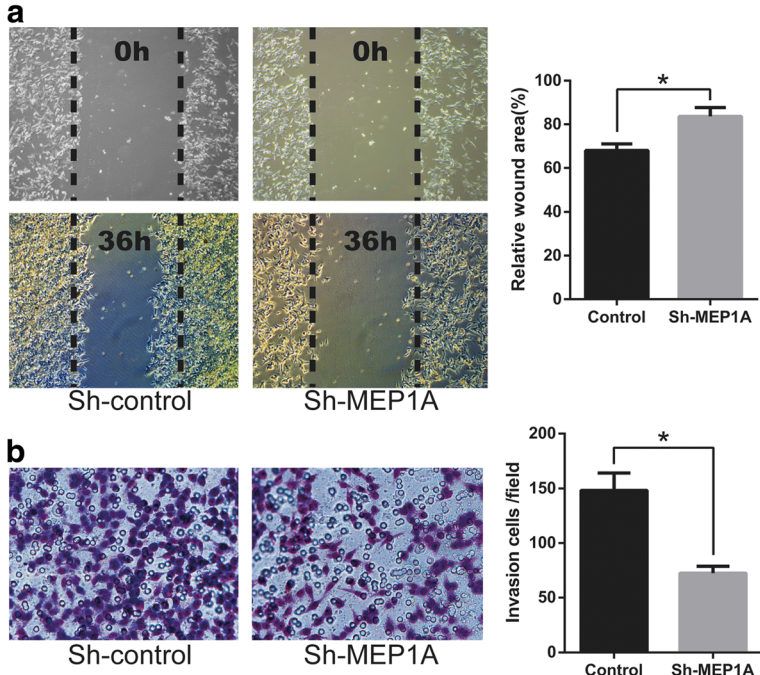 a
0h
0h
36h
36h
Sh-control
Sh-MEP1A
Relative wound area(%)
100
80
60
40
20
0
*
Control
Sh-MEP1A
b
Sh-control
Sh-MEP1A
Invasion cells /field
200
150
100
50
0
*
Control
Sh-MEP1A